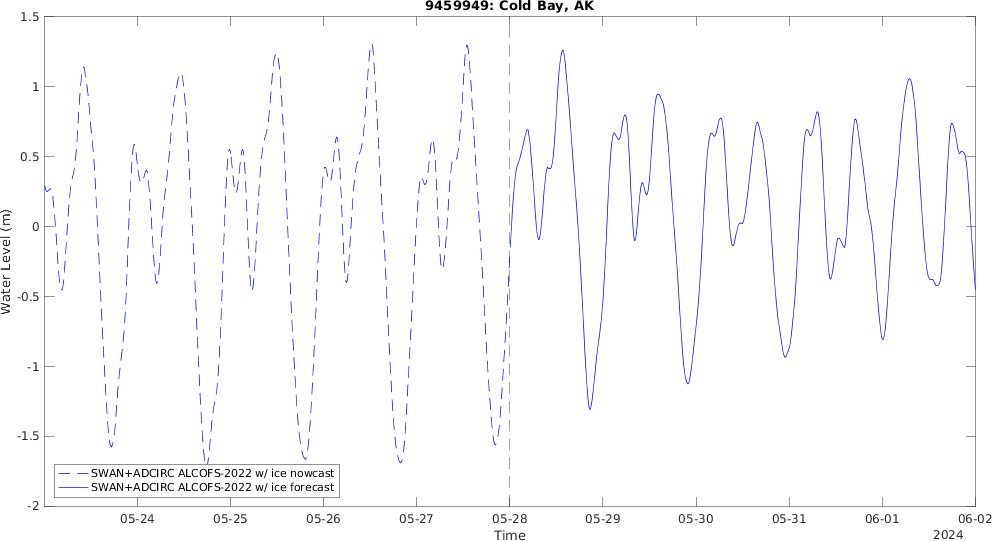 9459949: Cold Bay, AK
1.5
1
0.5
0
-0.5
-1
-1.5
-2
Water Level (m)
SWAN+ADCIRC ALCOFS-2022 w/ ice nowcast
SWAN+ADCIRC ALCOFS-2022 w/ ice forecast
05-24 05-25 05-26 05-27 05-28 05-29 05-30 05-31 06-01 06-02
Time
2024